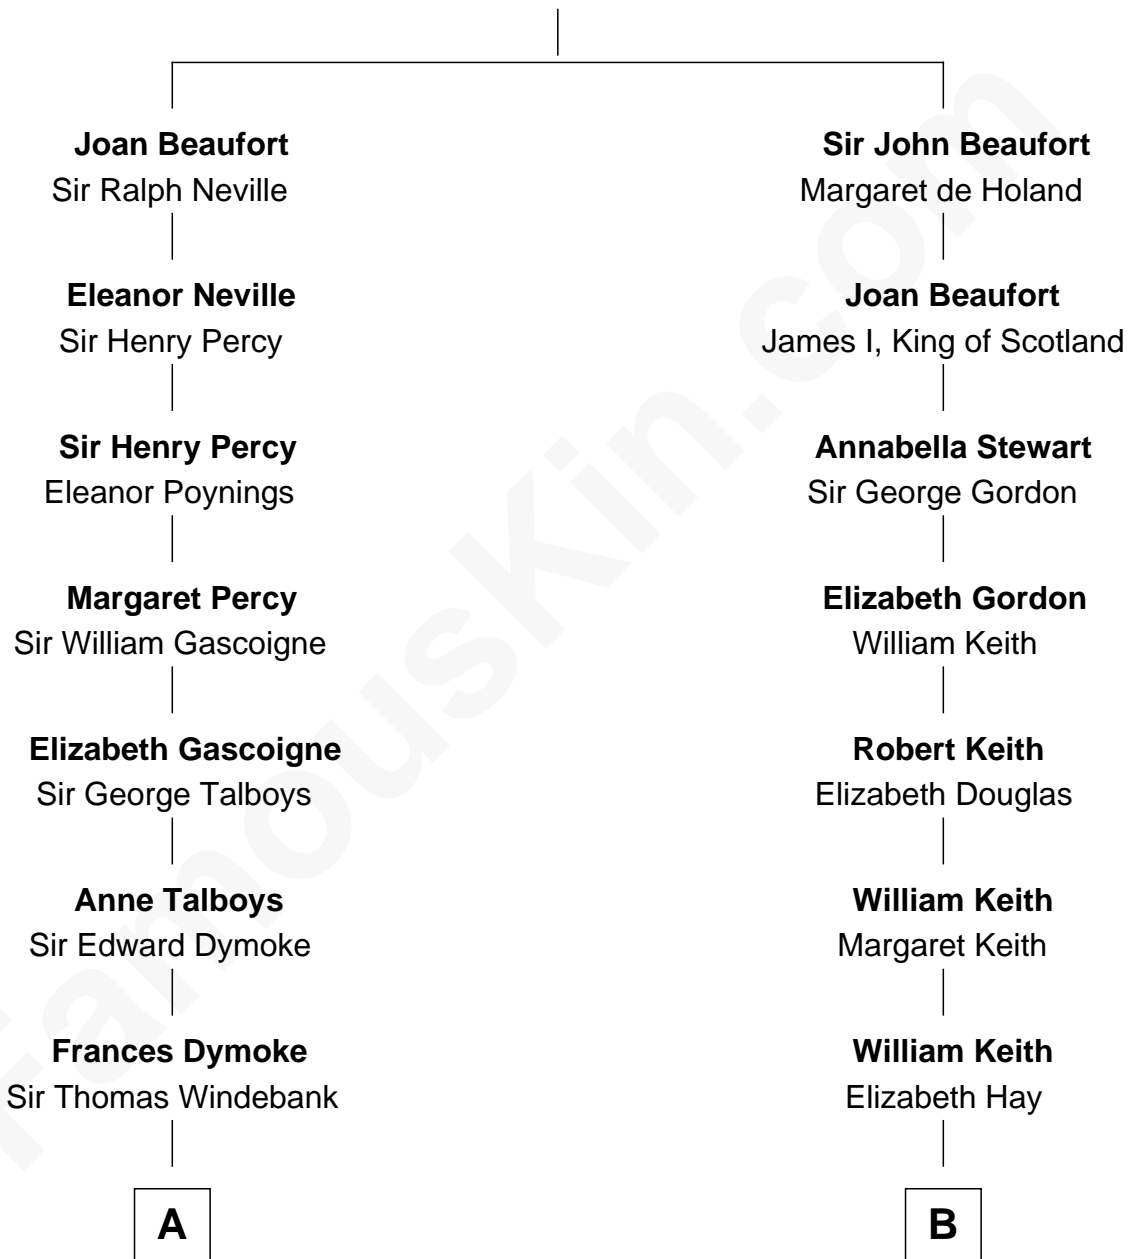 Joan Beaufort
Sir Ralph Neville
Eleanor Neville
Sir Henry Percy
Sir Henry Percy
Eleanor Poynings
Margaret Percy
Sir William Gascoigne
Elizabeth Gascoigne
Sir George Talboys
Anne Talboys
Sir Edward Dymoke
Frances Dymoke
Sir Thomas Windebank
A
Sir John Beaufort
Margaret de Holand
Joan Beaufort
James I, King of Scotland
Annabella Stewart
Sir George Gordon
Elizabeth Gordon
William Keith
Robert Keith
Elizabeth Douglas
William Keith
Margaret Keith
William Keith
Elizabeth Hay
B
FamousKin.com